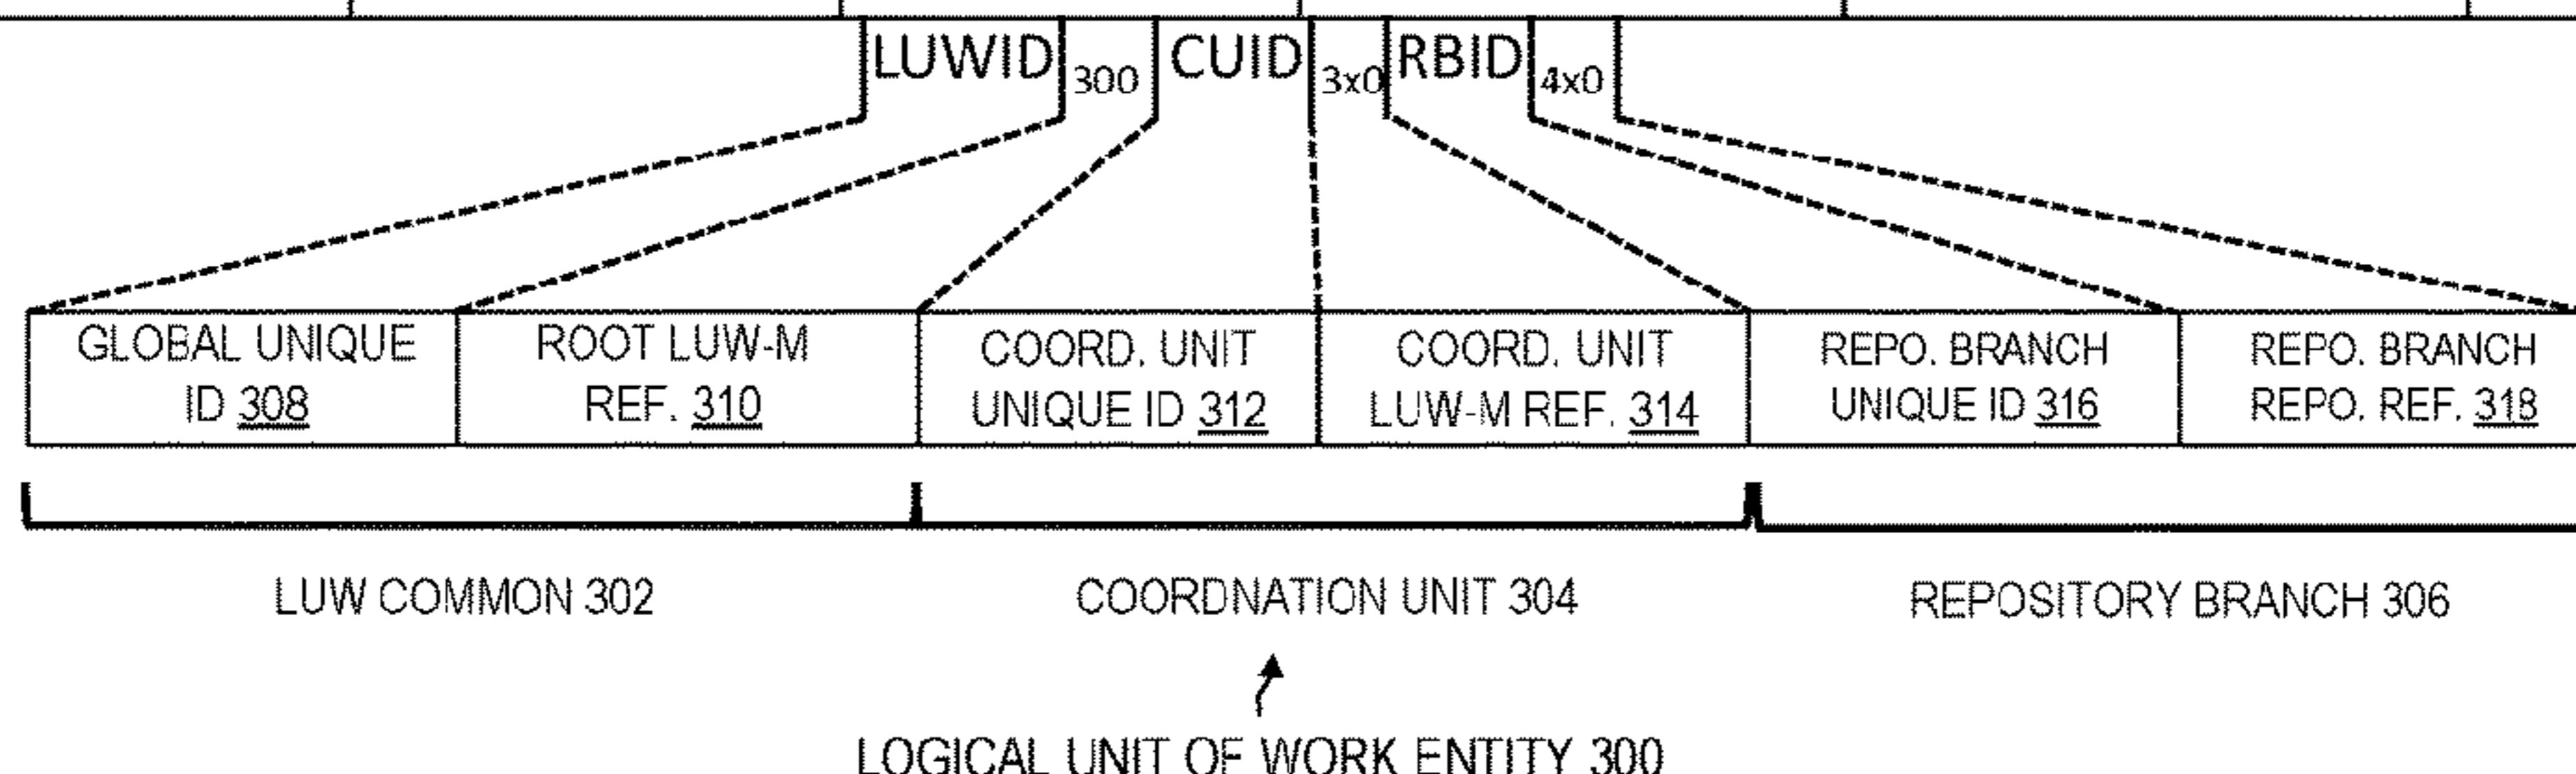 LUWID 300 CUID 3x0 RBID 4x0
GLOBAL UNIQUE ROOT LUW-M COORD. UNIT COORD. UNIT REPO. BRANCH REPO. BRANCH
ID 308 REF. 310 UNIQUE ID 312 LUW-M REF. 314 UNIQUE ID 316 REPO. REF. 318
LUW COMMON 302 COORDNATION UNIT 304 REPOSITORY BRANCH 306
LOGICAL UNIT OF WORK ENTITY 300